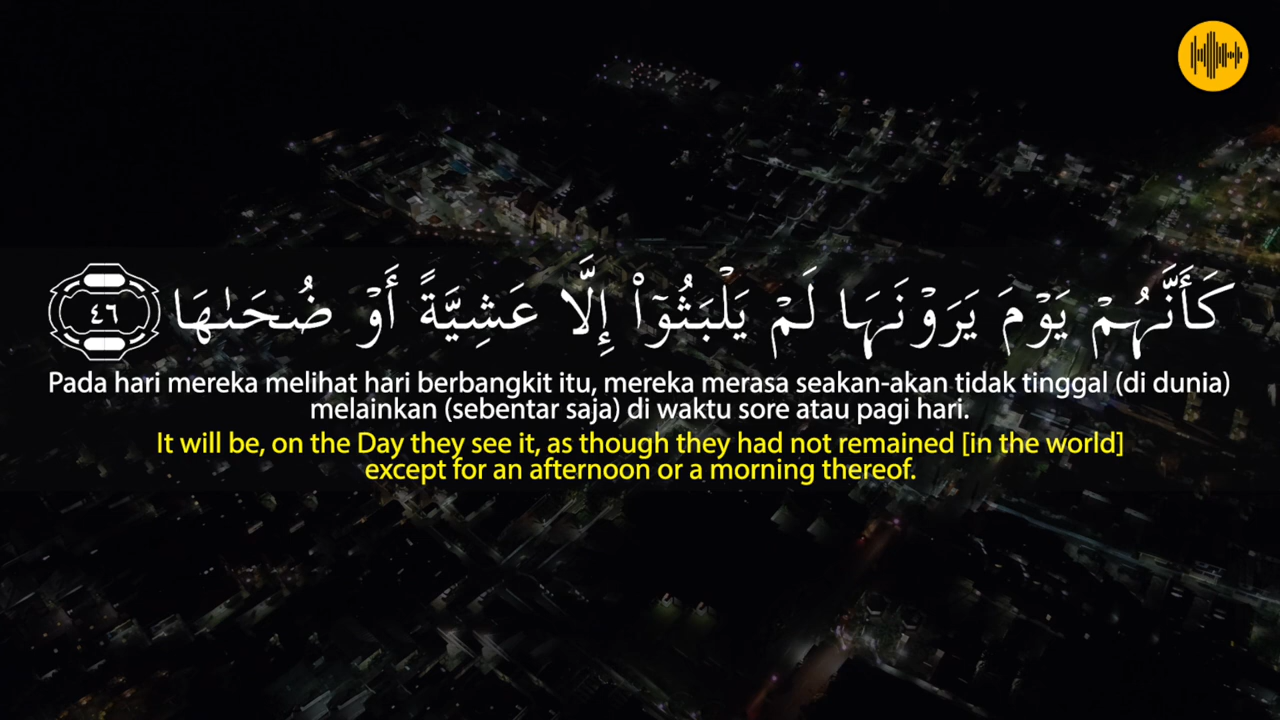 كَأَنَّهُمْ يَوْمَ يَرَوْنَهَا لَمْ يَلْبَثُوٓا۟ إِلَّا عَشِيَّةً أَوْ ضُحَىٰهَا ٤٦
Pada hari mereka melihat hari berbangkit itu, mereka merasa seakan-akan tidak tinggal (di dunia)
melainkan (sebentar saja) di waktu sore atau pagi hari.
It will be, on the Day they see it, as though they had not remained [in the world]
except for an afternoon or a morning thereof.